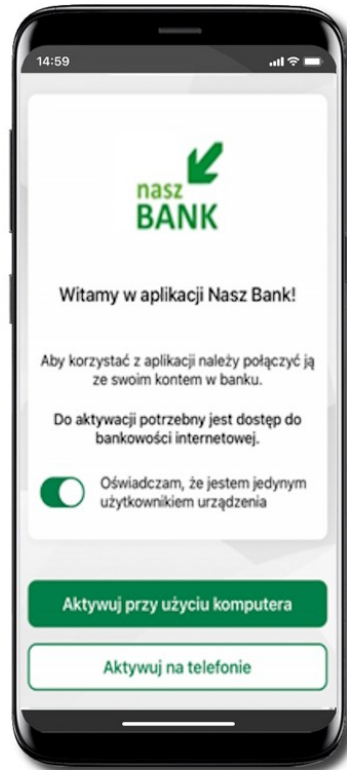 14:59
nasz
BANK
Witamy w aplikacji Nasz Bank!
Aby korzystać z aplikacji należy połączyć ją
ze swoim kontem w banku.
Do aktywacji potrzebny jest dostęp do
bankowości internetowej.
Oświadczam, że jestem jedynym
użytkownikiem urządzenia
Aktywuj przy użyciu komputera
Aktywuj na telefonie